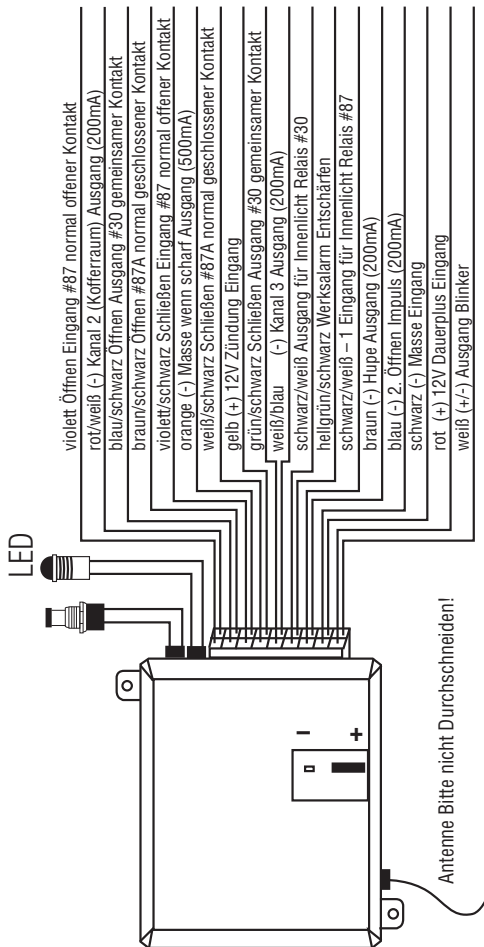 LED
violett Öffnen Eingang #87 normal offener Kontakt
rot/weiß (-) Kanal 2 (Kofferraum) Ausgang (200mA)
blau/schwarz Öffnen Ausgang #30 gemeinsamer Kontakt
braun/schwarz Öffnen #87A normal geschlossener Kontakt
violett/schwarz Schließen Eingang #87 normal offener Kontakt
orange (-) Masse wenn scharf Ausgang (500mA)
weiß/schwarz Schließen #87A normal geschlossener Kontakt
gelb (+) 12V Zündung Eingang
grün/schwarz Schließen Ausgang #30 gemeinsamer Kontakt
weiß/blau (-) Kanal 3 Ausgang (200mA)
schwarz/weiß Ausgang für Innenlicht Relais #30
hellgrün/schwarz Werksalarm Entschärfen
schwarz/weiß – 1 Eingang für Innenlicht Relais #87
braun (-) Hupe Ausgang (200mA)
blau (-) 2. Öffnen Impuls (200mA)
schwarz (-) Masse Eingang
rot (+) 12V Dauerplus Eingang
weiß (+/-) Ausgang Blinker
– +
Antenne Bitte nicht Durchschneiden!